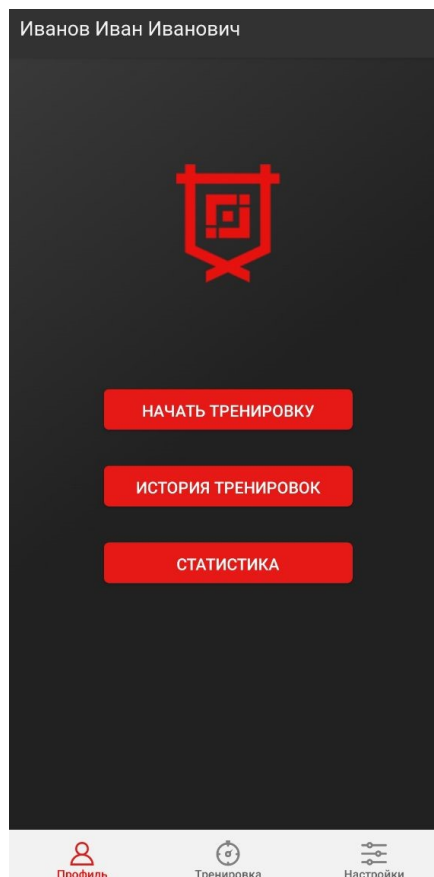 Иванов Иван Иванович
НАЧАТЬ ТРЕНИРОВКУ
ИСТОРИЯ ТРЕНИРОВОК
СТАТИСТИКА
Профиль
Тренировка
Настройки